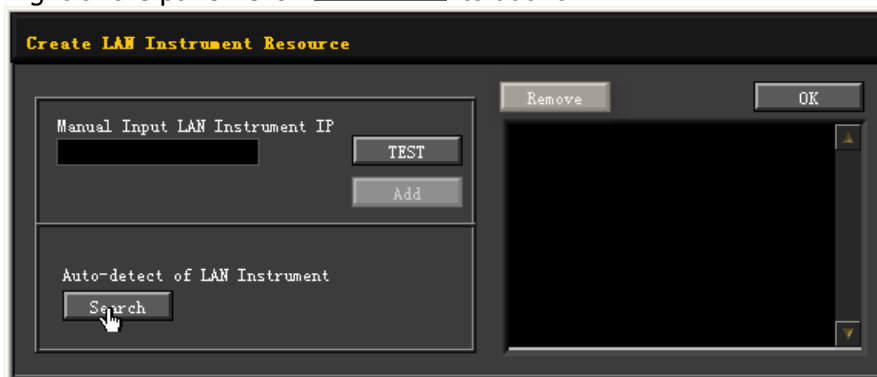 Create LAN Instrument Resource
Remove
OK
Manual Input LAN Instrument IP
TEST
Add
Auto-detect of LAN Instrument
Search